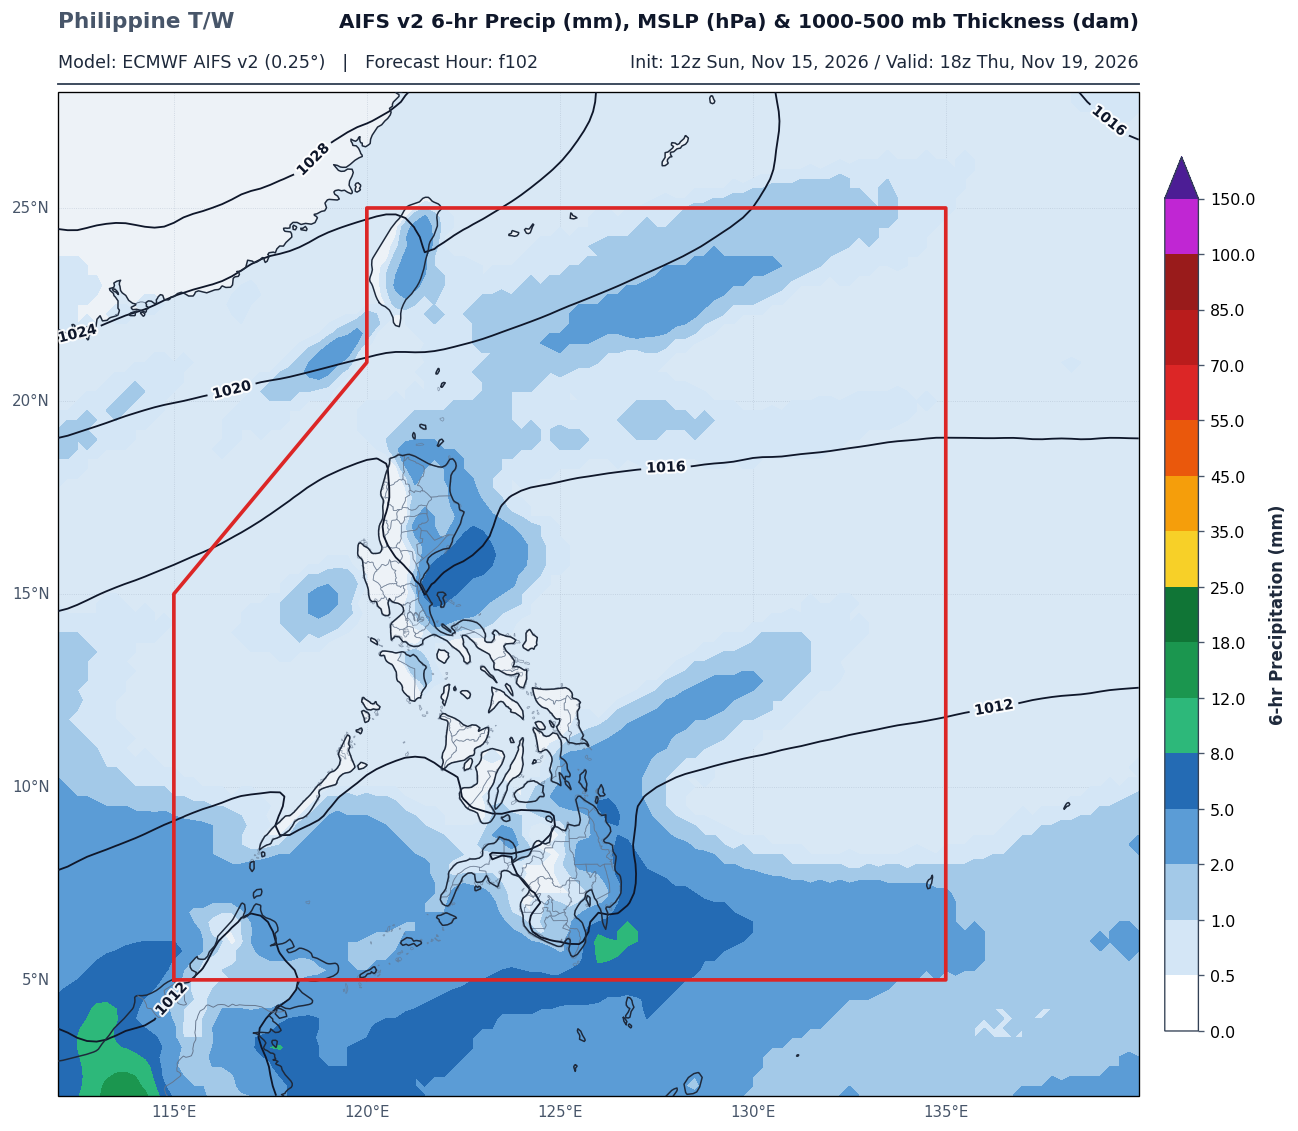 Philippine T/W
AIFS v2 6-hr Precip (mm), MSLP (hPa) & 1000-500 mb Thickness (dam)
Model: ECMWF AIFS v2 (0.25°) | Forecast Hour: f102
Init: 12z Sun, Nov 15, 2026 / Valid: 18z Thu, Nov 19, 2026
1016
1028
1024
1020
1016
1012
1012
25°N
20°N
15°N
10°N
5°N
115°E
120°E
125°E
130°E
135°E
150.0
100.0
85.0
70.0
55.0
45.0
35.0
25.0
18.0
12.0
8.0
5.0
2.0
1.0
0.5
0.0
6-hr Precipitation (mm)